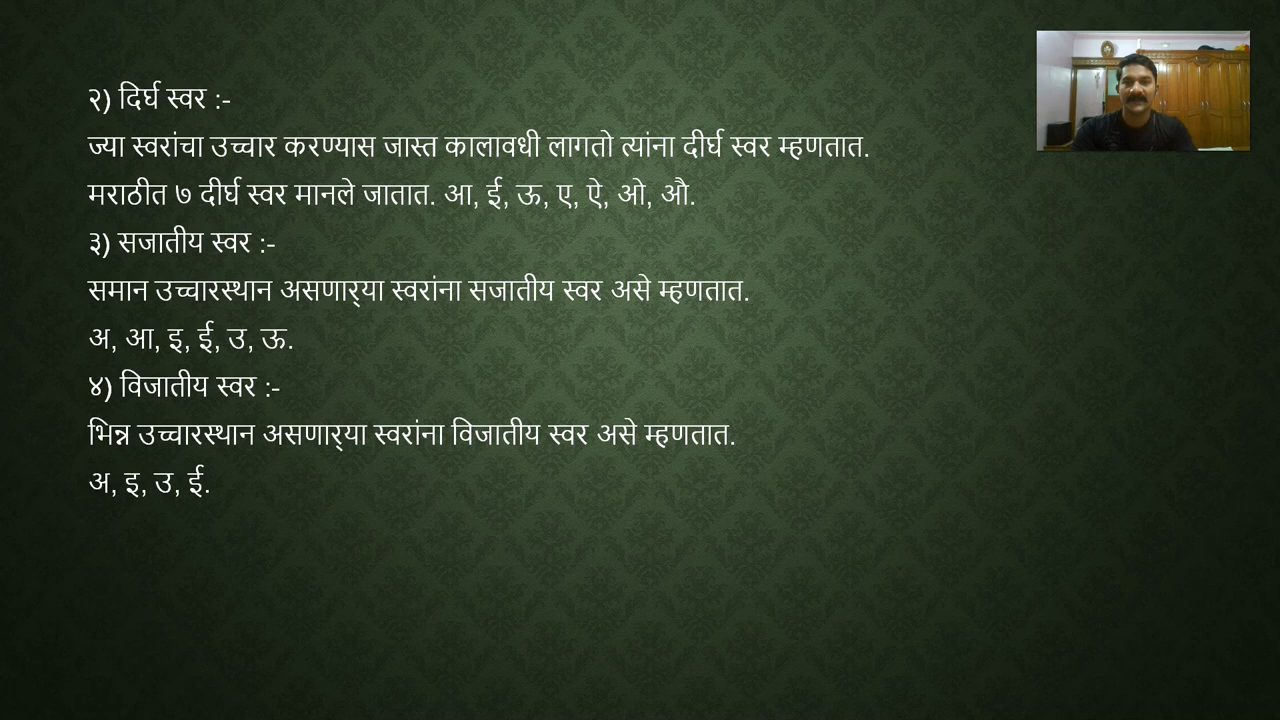 २) दिर्घ स्वर :-
ज्या स्वरांचा उच्चार करण्यास जास्त कालावधी लागतो त्यांना दीर्घ स्वर म्हणतात.
मराठीत ७ दीर्घ स्वर मानले जातात. आ, ई, ऊ, ए, ऐ, ओ, औ.
३) सजातीय स्वर :-
समान उच्चारस्थान असणार्‍या स्वरांना सजातीय स्वर असे म्हणतात.
अ, आ, इ, ई, उ, ऊ.
४) विजातीय स्वर :-
भिन्न उच्चारस्थान असणार्‍या स्वरांना विजातीय स्वर असे म्हणतात.
अ, इ, उ, ई.